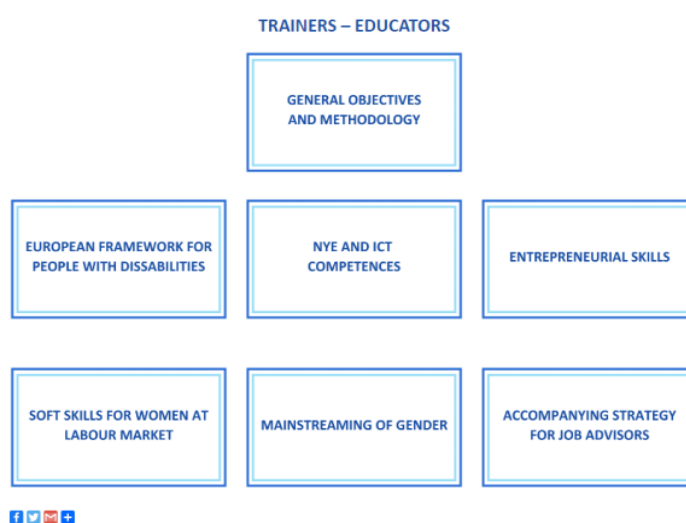 TRAINERS – EDUCATORS
GENERAL OBJECTIVES
AND METHODOLOGY
EUROPEAN FRAMEWORK FOR
PEOPLE WITH DISSABILITIES
NYE AND ICT
COMPETENCES
ENTREPRENEURIAL SKILLS
SOFT SKILLS FOR WOMEN AT
LABOUR MARKET
MAINSTREAMING OF GENDER
ACCOMPANYING STRATEGY
FOR JOB ADVISORS